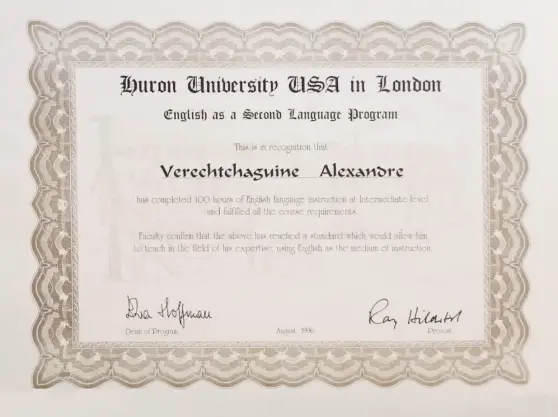 Huron University USA in London
English as a Second Language Program
This is in recognition that
Verechtchaguine Alexandre
has completed 100 hours of English language instruction at Intermediate level
and fulfilled all the course requirements.
Faculty confirm that the above has reached a standard which would allow him
to teach in the field of his expertise, using English as the medium of instruction
Eva Hoffman
Ray
Dean of Program
August, 1996
Provost